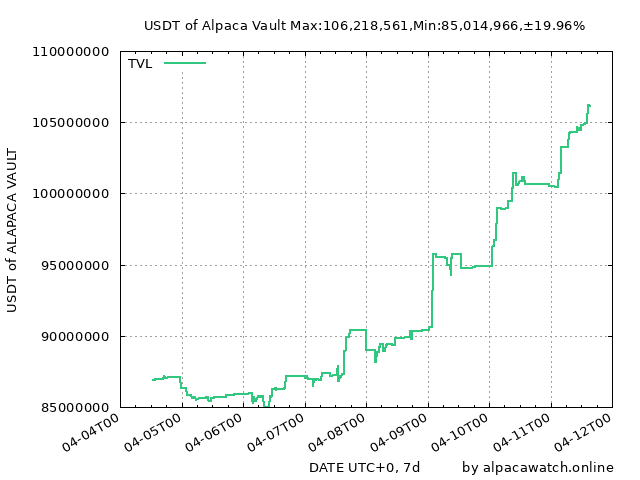 USDT of Alpaca Vault Max:106,218,561,Min:85,014,966,±19.96%
110000000
TVL
105000000
100000000
95000000
90000000
85000000
USDT of ALAPACA VAULT
04-04T00 04-05T00 04-06T00 04-07T00 04-08T00 04-09T00 04-10T00 04-11T00 04-12T00
DATE UTC+0, 7d by alpacawatch.online